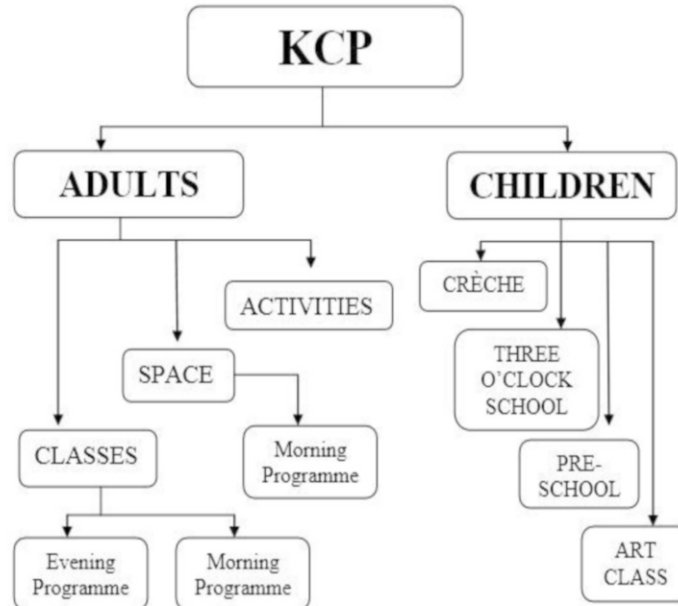 KCP
ADULTS
CHILDREN
CRÈCHE
ACTIVITIES
THREE
O'CLOCK
SCHOOL
SPACE
CLASSES
Morning
Programme
PRE-
SCHOOL
Evening
Programme
Morning
Programme
ART
CLASS